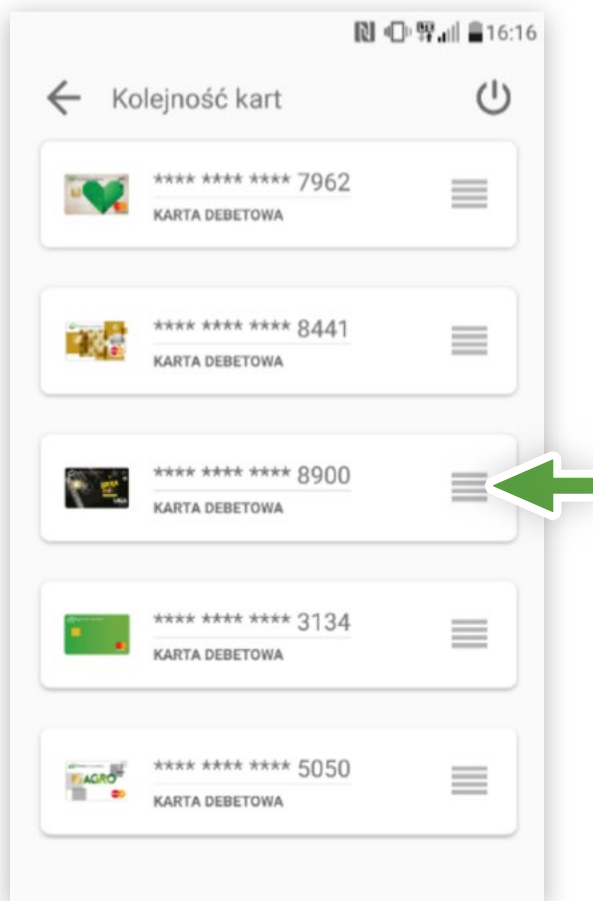 16:16
Kolejność kart
**** **** **** 7962
KARTA DEBETOWA
**** **** **** 8441
KARTA DEBETOWA
**** **** **** 8900
KARTA DEBETOWA
**** **** **** 3134
KARTA DEBETOWA
**** **** **** 5050
KARTA DEBETOWA
AGRO